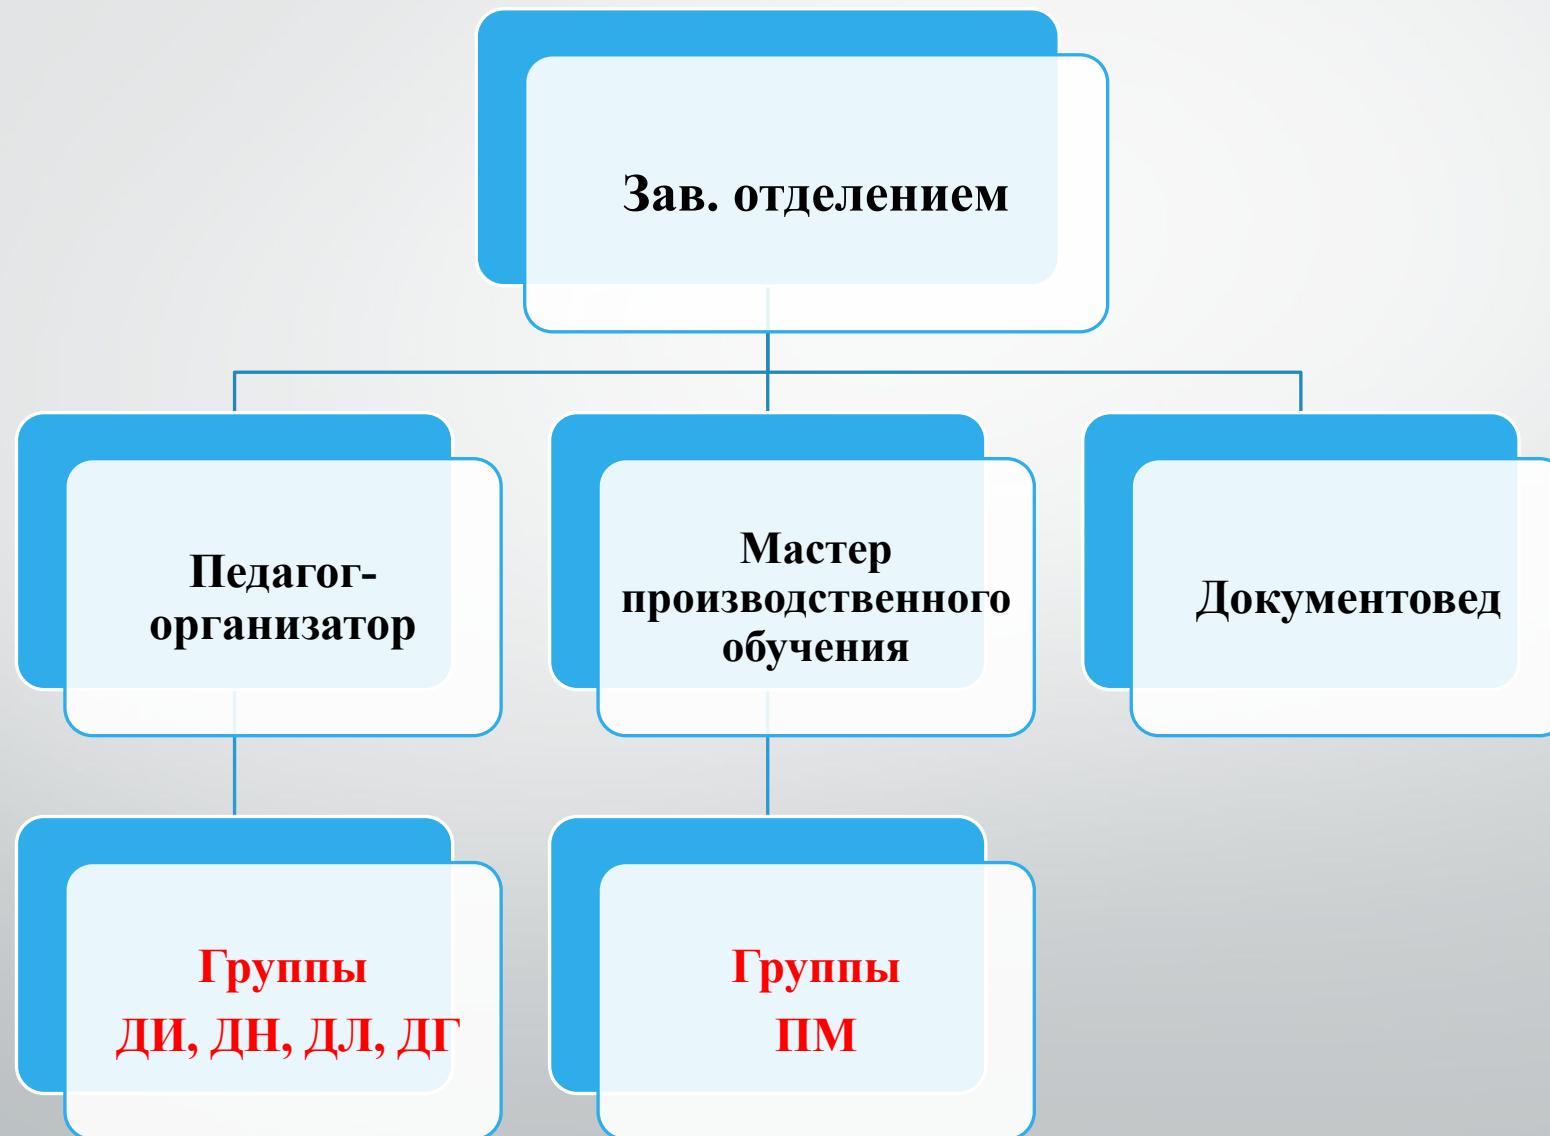 Зав. отделением
Педагог-
организатор
Мастер
производственного
обучения
Документовед
Группы
ДИ, ДН, ДЛ, ДГ
Группы
ПМ